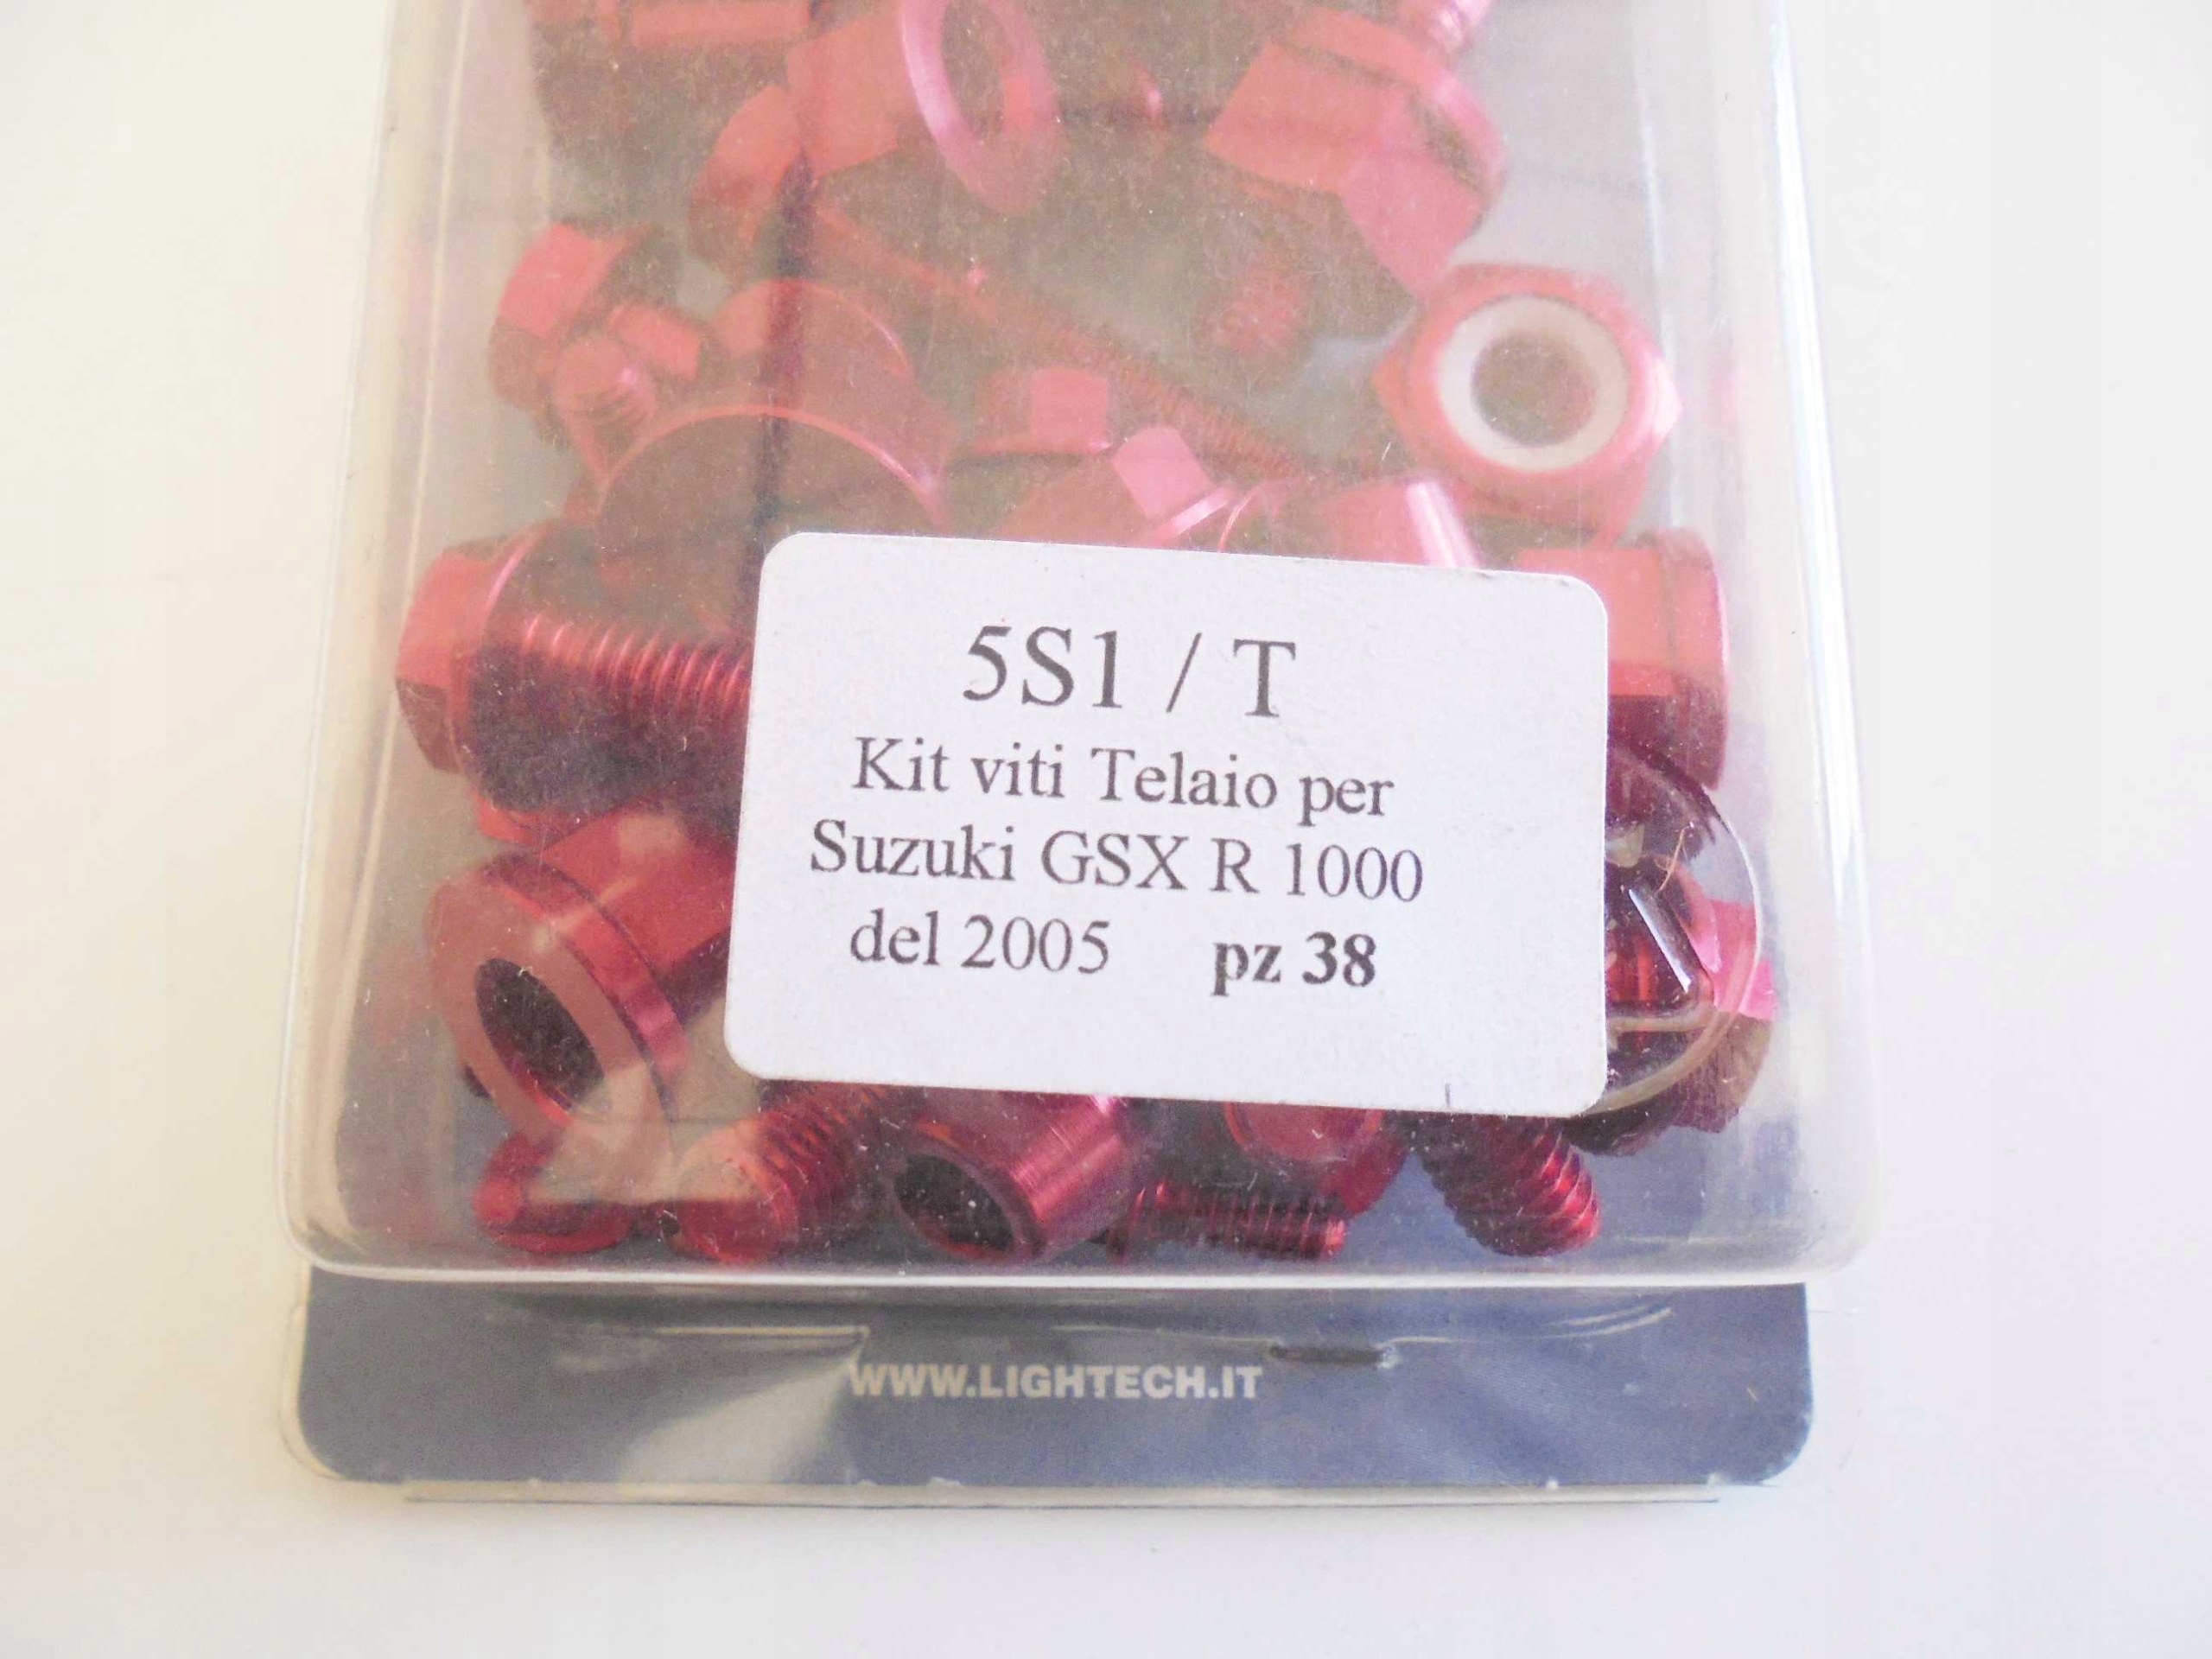 5S1 / T
Kit viti Telaio per
Suzuki GSX R 1000
del 2005 pz 38
WWW.LIGHTECH.IT